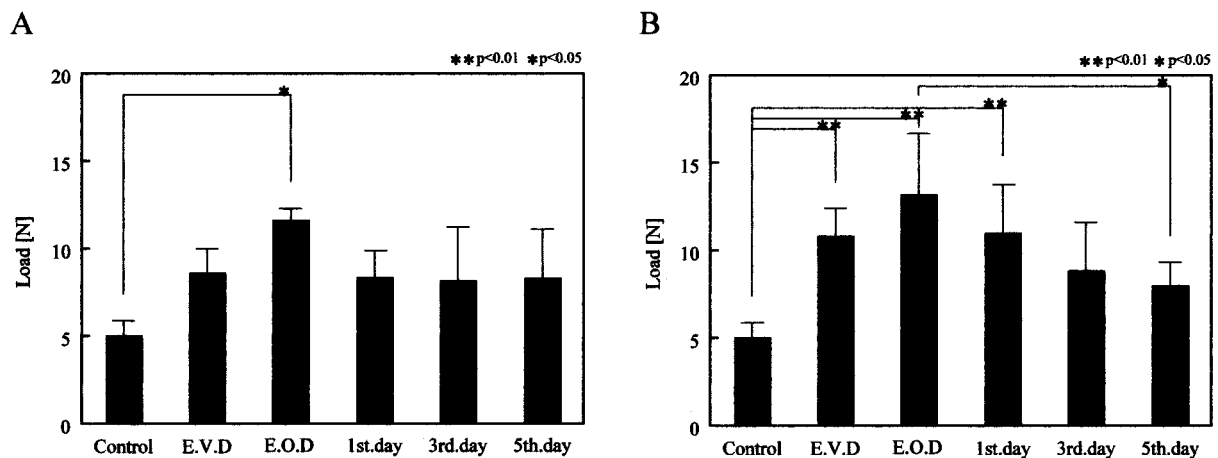 A
✱✱p<0.01 ✱p<0.05
20
15
10
5
0
Load [N]
✱
Control E.V.D E.O.D 1st.day 3rd.day 5th.day
B
✱✱p<0.01 ✱p<0.05
20
15
10
5
0
Load [N]
✱
✱✱
✱✱
✱✱
Control E.V.D E.O.D 1st.day 3rd.day 5th.day